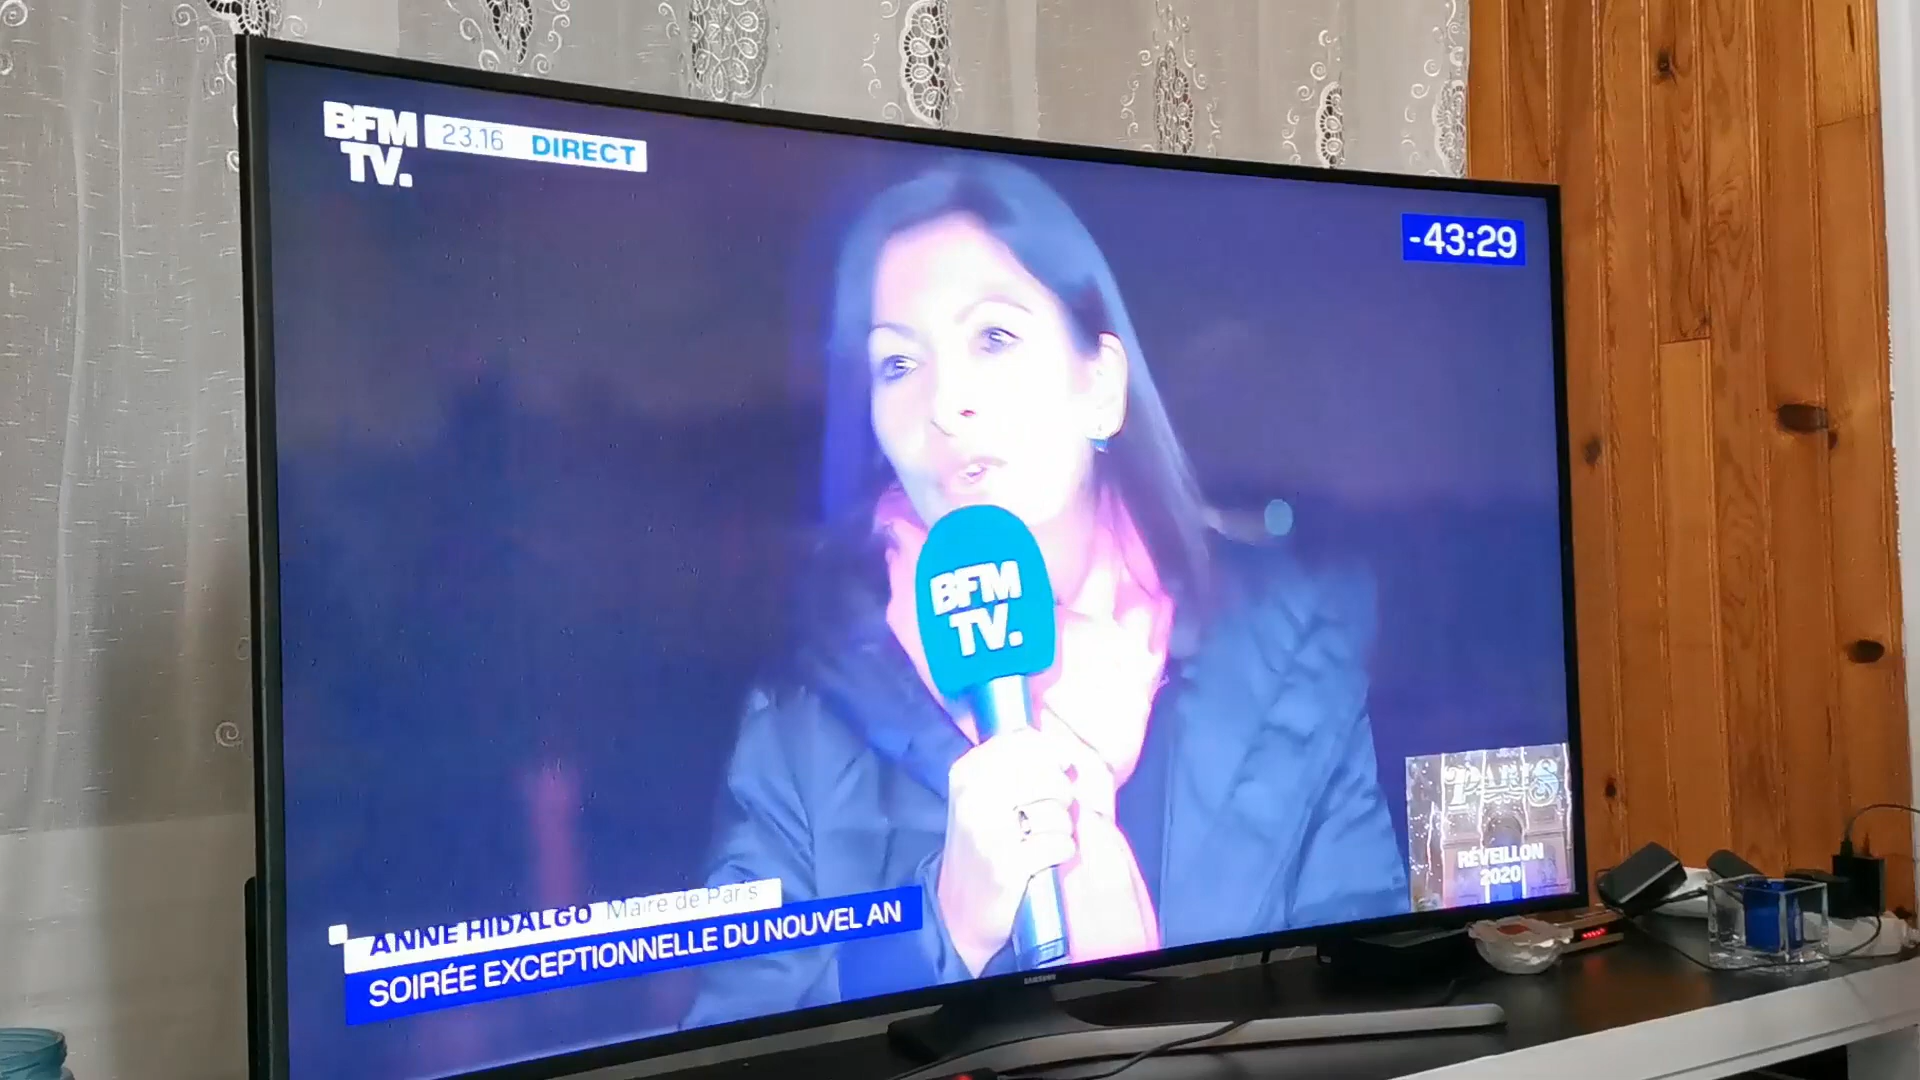 BFM
TV.
23.16 DIRECT
-43:29
BFM
TV.
PARIS
RÉVEILLON
2020
ANNE HIDALGO Maire de Paris
SOIRÉE EXCEPTIONNELLE DU NOUVEL AN
SAMSUNG